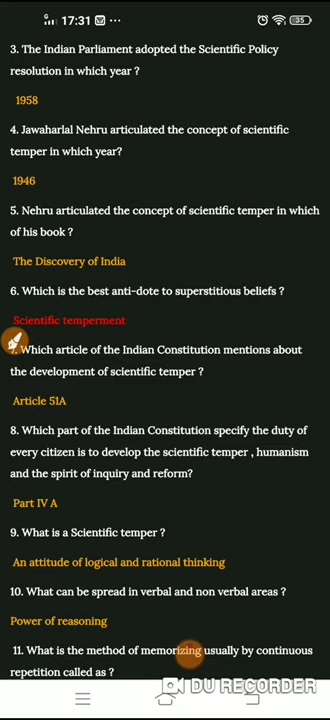 17:31
35
3. The Indian Parliament adopted the Scientific Policy
resolution in which year ?
1958
4. Jawaharlal Nehru articulated the concept of scientific
temper in which year?
1946
5. Nehru articulated the concept of scientific temper in which
of his book ?
The Discovery of India
6. Which is the best anti-dote to superstitious beliefs ?
Scientific temperment
7. Which article of the Indian Constitution mentions about
the development of scientific temper ?
Article 51A
8. Which part of the Indian Constitution specify the duty of
every citizen is to develop the scientific temper , humanism
and the spirit of inquiry and reform?
Part IV A
9. What is a Scientific temper ?
An attitude of logical and rational thinking
10. What can be spread in verbal and non verbal areas ?
Power of reasoning
11. What is the method of memorizing usually by continuous
repetition called as ?
DU RECORDER